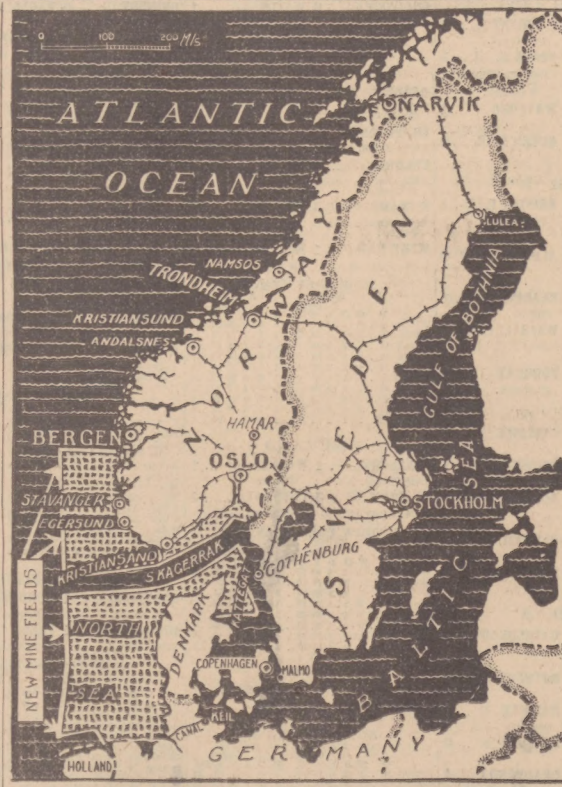 0 100 200 M/s
ATLANTIC
OCEAN
NARVIK
LULEA
NORWAY
SWEDEN
NAMSOS
TRONDHEIM
KRISTIANSUND
ANDALSNES
GULF OF BOTHNIA
HAMAR
BERGEN
OSLO
STAVANGER
EGERSUND
STOCKHOLM
KRISTIANSAND
SKAGERRAK
GOTHENBURG
KATTEGAT
NEW MINE FIELDS
NORTH
SEA
DENMARK
BALTIC SEA
COPENHAGEN
MALMO
KEIL
CANAL
GERMANY
HOLLAND